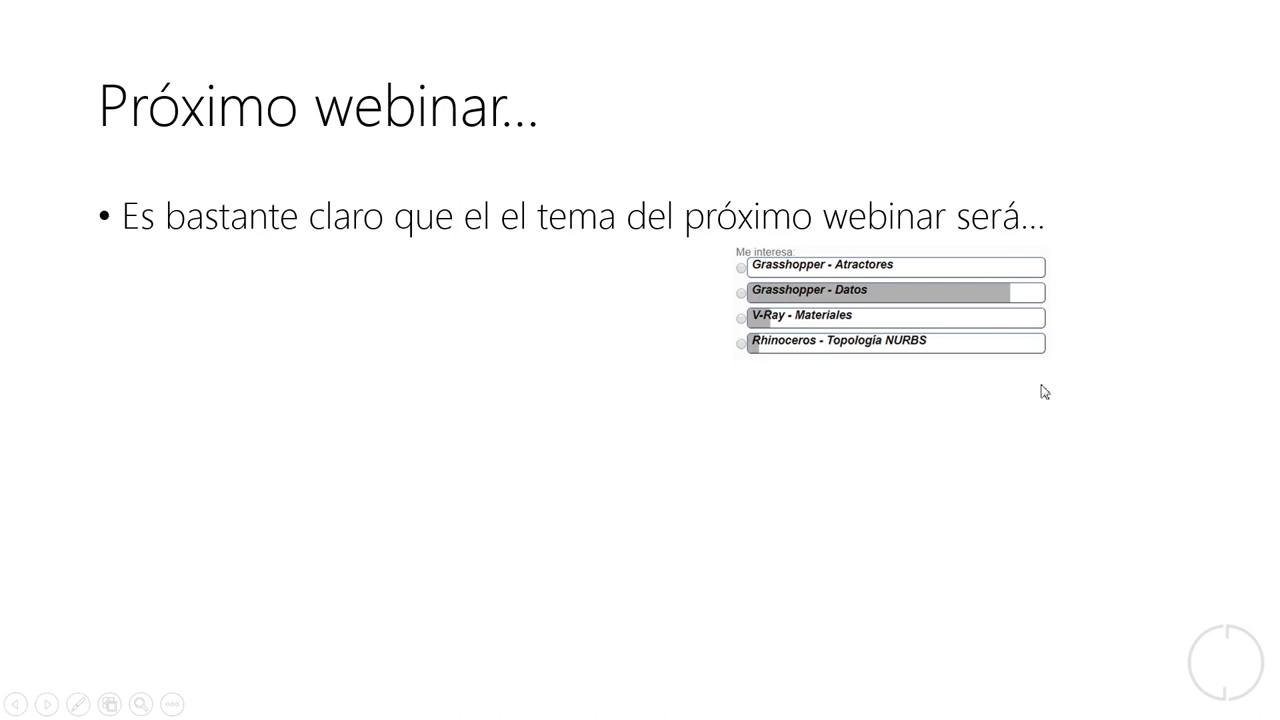 Próximo webinar...
• Es bastante claro que el el tema del próximo webinar será...
Me interesa:
Grasshopper - Atractores
Grasshopper - Datos
V-Ray - Materiales
Rhinoceros - Topología NURBS